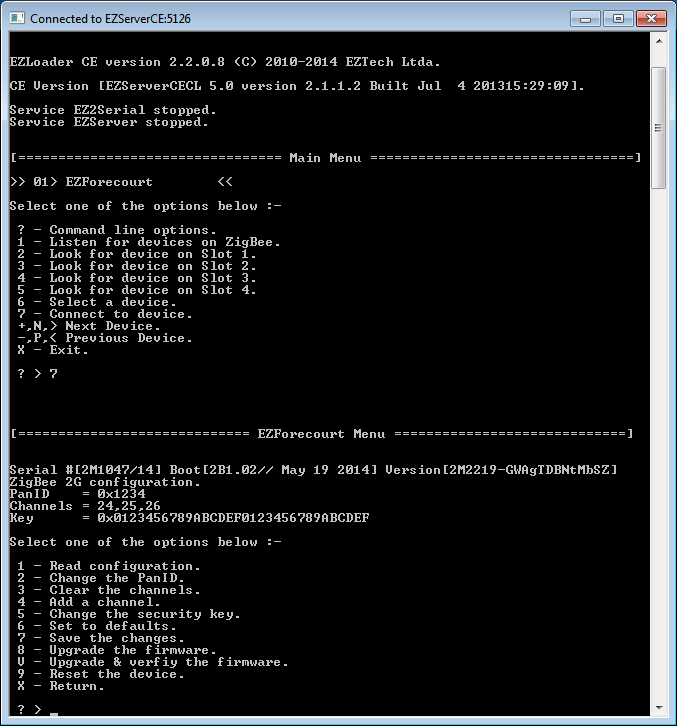 Connected to EZServerCE:5126
EZLoader CE version 2.2.0.8 (C) 2010-2014 EZTech Ltda.
CE Version [EZServerCECL 5.0 version 2.1.1.2 Built Jul  4 201315:29:09].
Service EZ2Serial stopped.
Service EZServer stopped.
[================================= Main Menu =================================]
>> 01> EZForecourt        <<
Select one of the options below :-
? - Command line options.
1 - Listen for devices on ZigBee.
2 - Look for device on Slot 1.
3 - Look for device on Slot 2.
4 - Look for device on Slot 3.
5 - Look for device on Slot 4.
6 - Select a device.
7 - Connect to device.
+,N,> Next Device.
-,P,< Previous Device.
X - Exit.
? > 7
[============================= EZForecourt Menu =============================]
Serial #[2M1047/14] Boot[2B1.02// May 19 2014] Version[2M2219-GWAgTDBNtMbSZ]
ZigBee 2G configuration.
PanID    = 0x1234
Channels = 24,25,26
Key      = 0x0123456789ABCDEF0123456789ABCDEF
Select one of the options below :-
1 - Read configuration.
2 - Change the PanID.
3 - Clear the channels.
4 - Add a channel.
5 - Change the security key.
6 - Set to defaults.
7 - Save the changes.
8 - Upgrade the firmware.
V - Upgrade & verfiy the firmware.
9 - Reset the device.
X - Return.
? > _